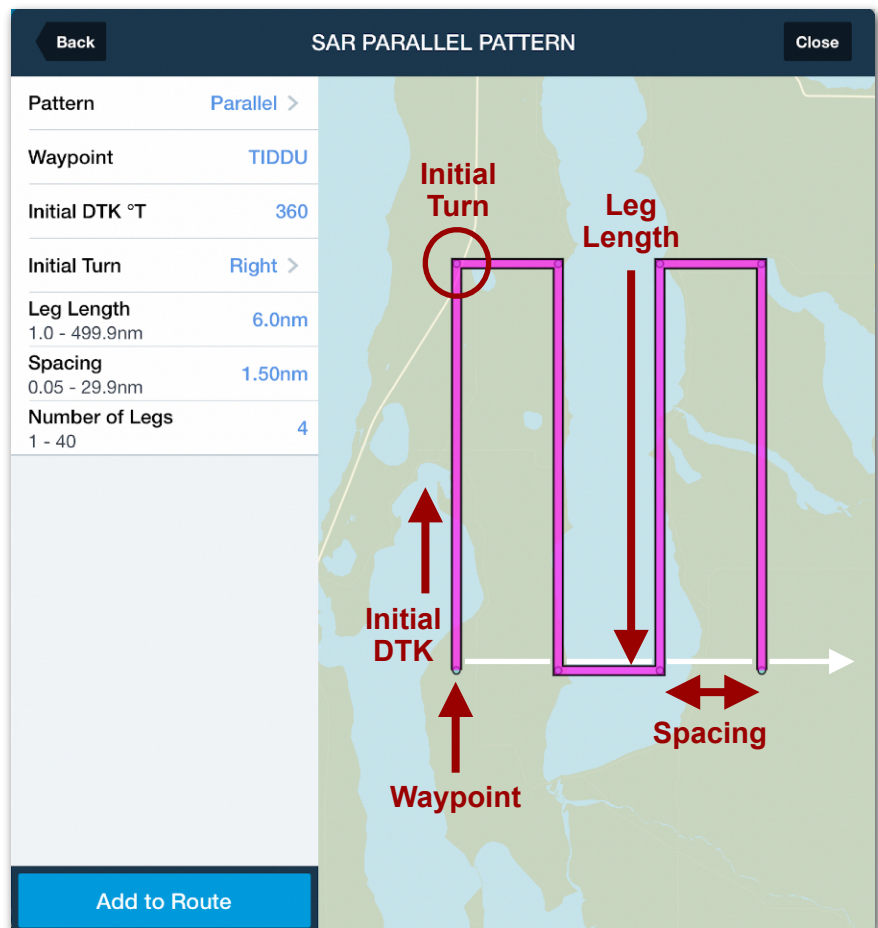 Back
SAR PARALLEL PATTERN
Close
Pattern
Parallel
Waypoint
TIDDU
Initial DTK °T
360
Initial Turn
Right
Leg Length
1.0 - 499.9nm
6.0nm
Spacing
0.05 - 29.9nm
1.50nm
Number of Legs
1 - 40
4
Add to Route
Initial
Turn
Leg
Length
Initial
DTK
Spacing
Waypoint